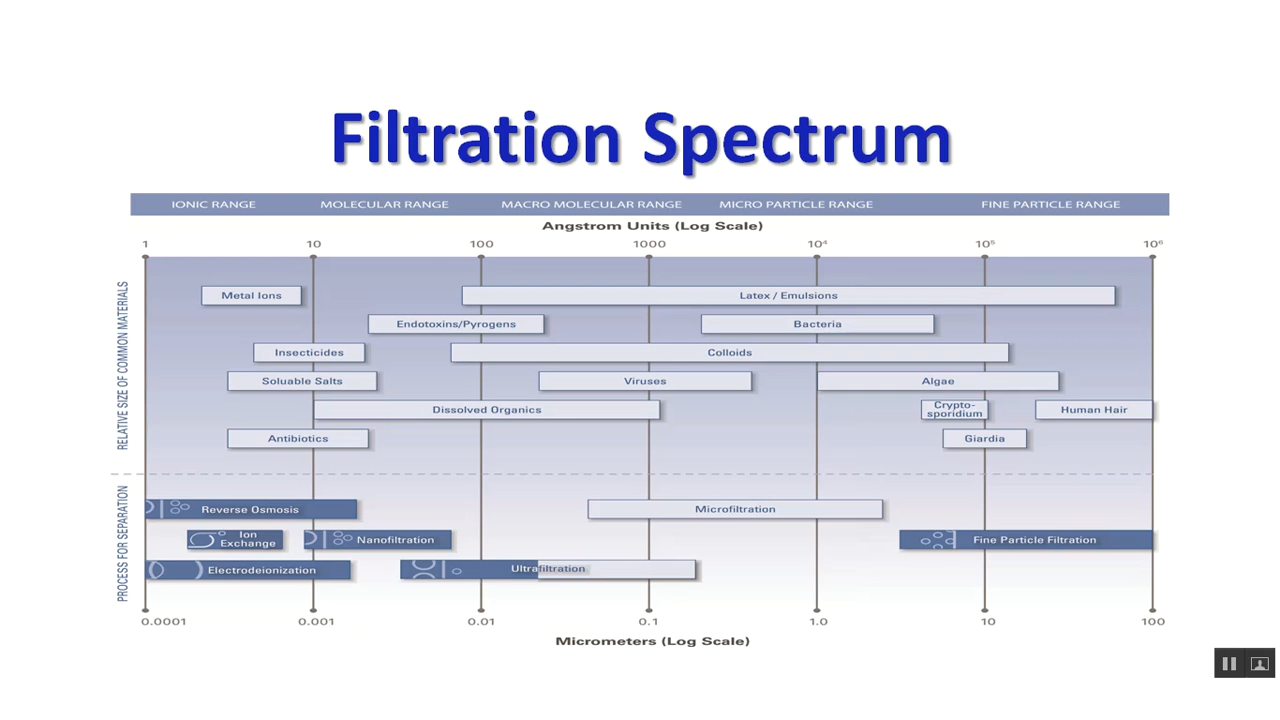 Filtration Spectrum
IONIC RANGE MOLECULAR RANGE MACRO MOLECULAR RANGE MICRO PARTICLE RANGE FINE PARTICLE RANGE
Angstrom Units (Log Scale)
1 10 100 1000 10⁴ 10⁵ 10⁶
RELATIVE SIZE OF COMMON MATERIALS
Metal Ions Latex / Emulsions
Endotoxins/Pyrogens Bacteria
Insecticides Colloids
Soluable Salts Viruses Algae
Dissolved Organics Crypto-
sporidium Human Hair
Antibiotics Giardia
PROCESS FOR SEPARATION
Reverse Osmosis Microfiltration
Ion
Exchange Nanofiltration Fine Particle Filtration
Electrodeionization Ultrafiltration
0.0001 0.001 0.01 0.1 1.0 10 100
Micrometers (Log Scale)